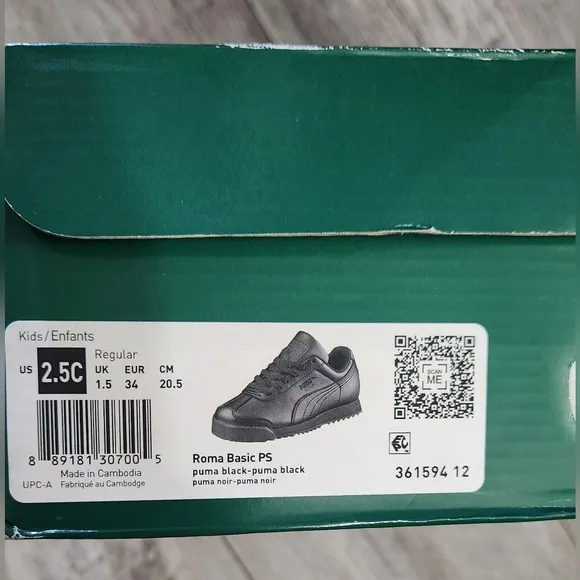 Kids/Enfants
Regular
US 2.5C UK EUR CM
1.5 34 20.5
8 89181 30700 5
Made in Cambodia
UPC-A Fabriqué au Cambodge
Roma Basic PS
puma black-puma black
puma noir-puma noir
SCAN
ME
361594 12